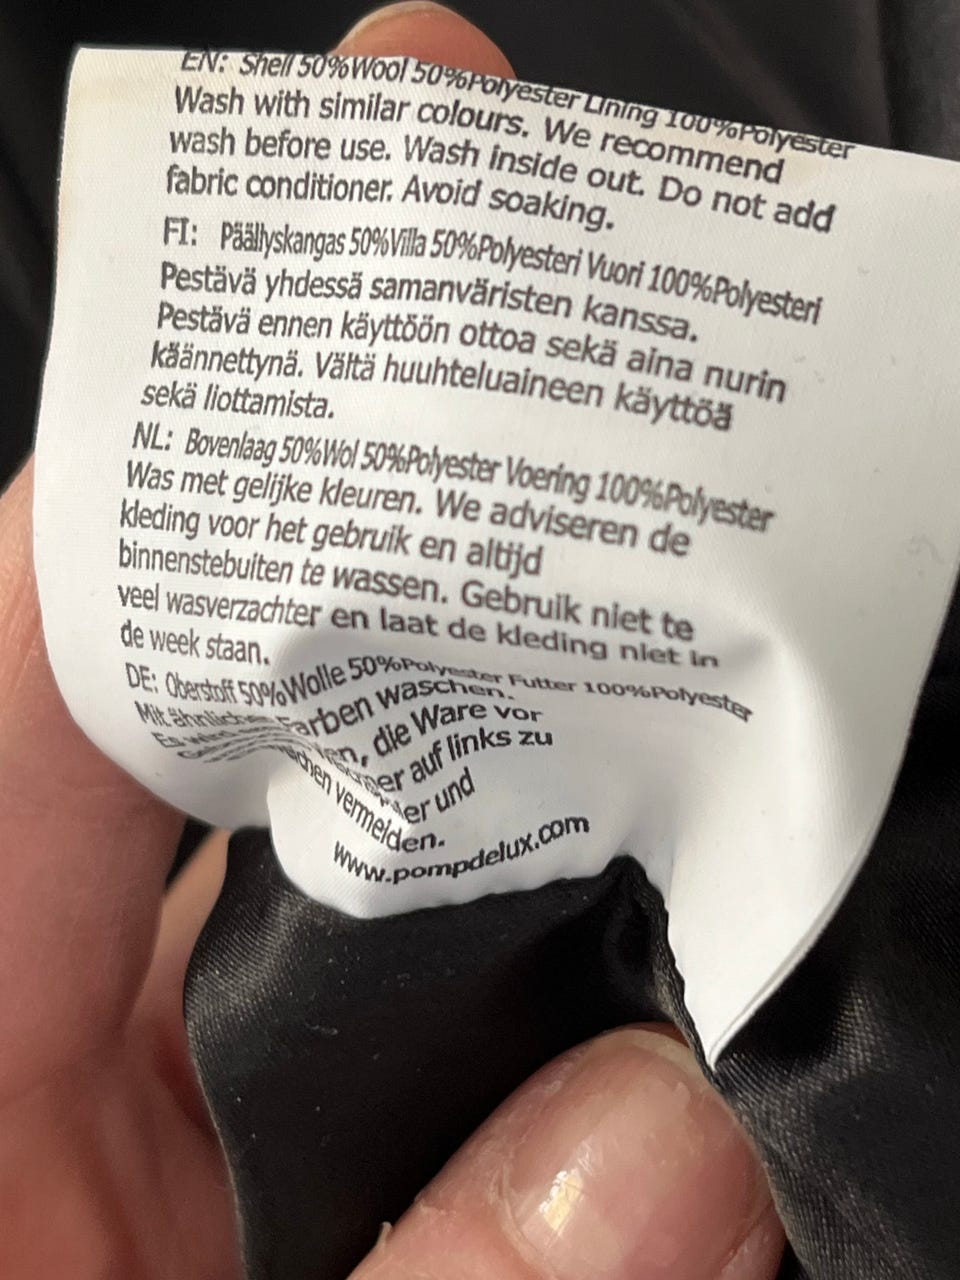 EN: Shell 50%Wool 50%Polyester Lining 100%Polyester
Wash with similar colours. We recommend
wash before use. Wash inside out. Do not add
fabric conditioner. Avoid soaking.
FI: Päällyskangas 50%Villa 50%Polyesteri Vuori 100%Polyesteri
Pestävä yhdessä samanväristen kanssa.
Pestävä ennen käyttöön ottoa sekä aina nurin
käännettynä. Vältä huuhteluaineen käyttöä
sekä liottamista.
NL: Bovenlaag 50%Wol 50%Polyester Voering 100%Polyester
Was met gelijke kleuren. We adviseren de
kleding voor het gebruik en altijd
binnenstebuiten te wassen. Gebruik niet te
veel wasverzachter en laat de kleding niet in
de week staan.
DE: Oberstoff 50%Wolle 50%Polyester Futter 100%Polyester
Mit ähnlichen Farben waschen.
Es wird die Ware vor
auf links zu
und
vermeiden.
www.pompdelux.com